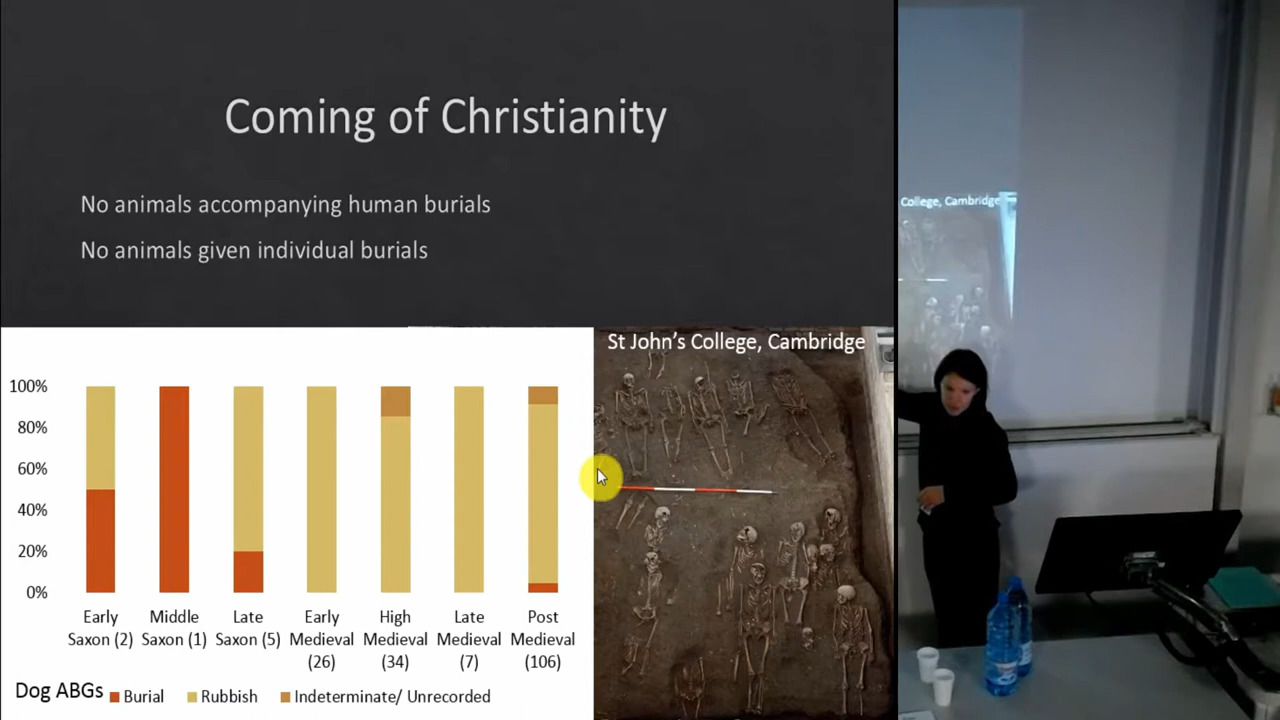 Coming of Christianity
No animals accompanying human burials
No animals given individual burials
St John's College, Cambridge
College, Cambridge
100%
80%
60%
40%
20%
0%
Early
Saxon (2)
Middle
Saxon (1)
Late
Saxon (5)
Early
Medieval
(26)
High
Medieval
(34)
Late
Medieval
(7)
Post
Medieval
(106)
Dog ABGs
Burial
Rubbish
Indeterminate/ Unrecorded